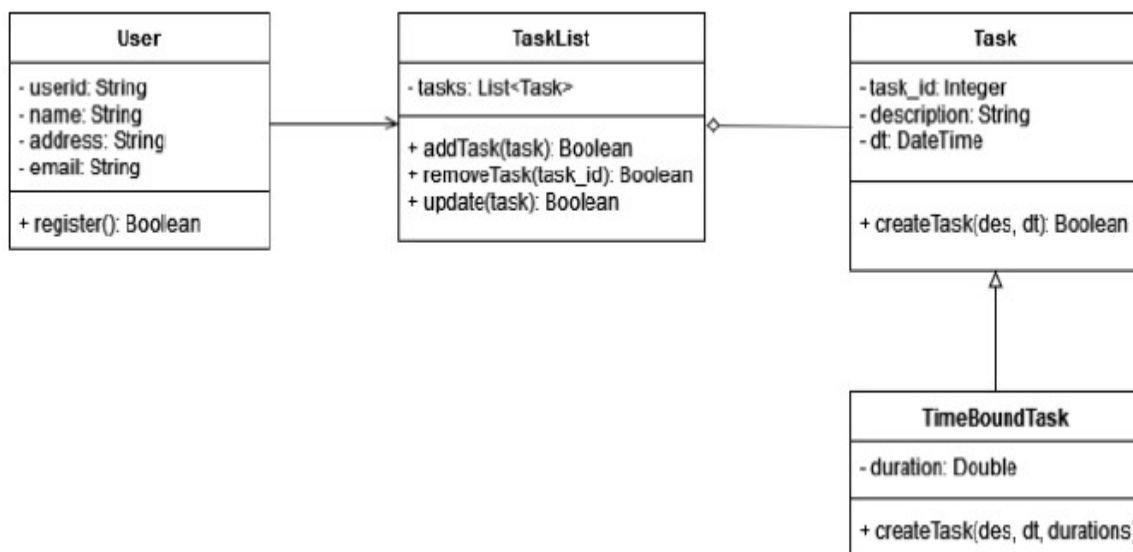 User
- userid: String
- name: String
- address: String
- email: String
+ register(): Boolean
TaskList
- tasks: List<Task>
+ addTask(task): Boolean
+ removeTask(task_id): Boolean
+ update(task): Boolean
Task
- task_id: Integer
- description: String
- dt: DateTime
+ createTask(des, dt): Boolean
TimeBoundTask
- duration: Double
+ createTask(des, dt, durations)